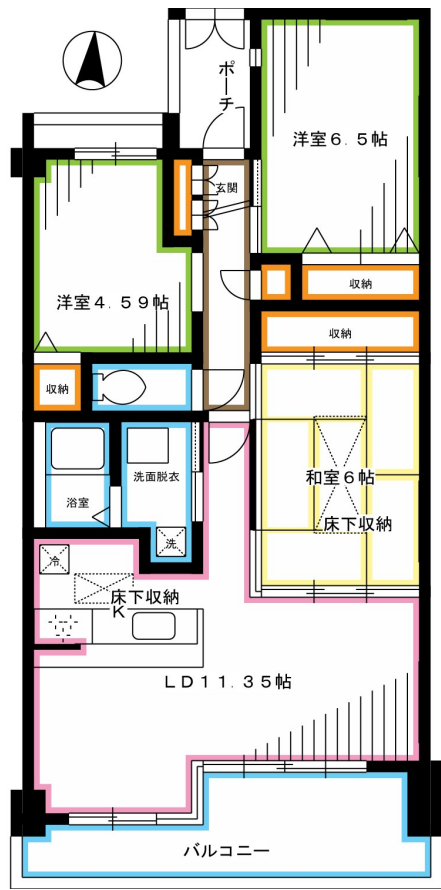 ポーチ
洋室6.5帖
玄関
洋室4.59帖
収納
収納
収納
浴室
洗面脱衣
洗
和室6帖
床下収納
冷
床下収納
K
LD11.35帖
バルコニー